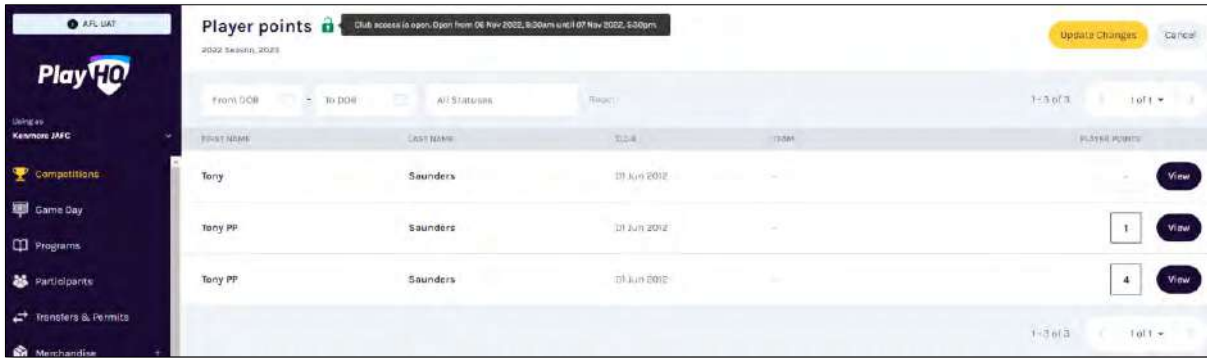 AFL UAT
PlayHQ
Using as
Kenmore JAFC
Competitions
Game Day
Programs
Participants
Transfers & Permits
Merchandise +
Player points
Club access is open. Open from 06 Nov 2022, 9:30am until 07 Nov 2022, 5:30pm.
2022 Season, 2023
Update Changes Cancel
From DOB - To DOB All Statuses Reset
1-3 of 3 1 of 1
FIRST NAME LAST NAME D.O.B TEAM PLAYER POINTS
Tony Saunders 01 Jun 2012 - - View
Tony PP Saunders 01 Jun 2012 - 1 View
Tony PP Saunders 01 Jun 2012 - 4 View
1-3 of 3 1 of 1